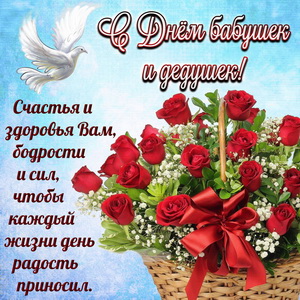 С Днём бабушек
и дедушек!
Счастья и
здоровья Вам,
бодрости
и сил,
чтобы
каждый
жизни день
радость
приносил.